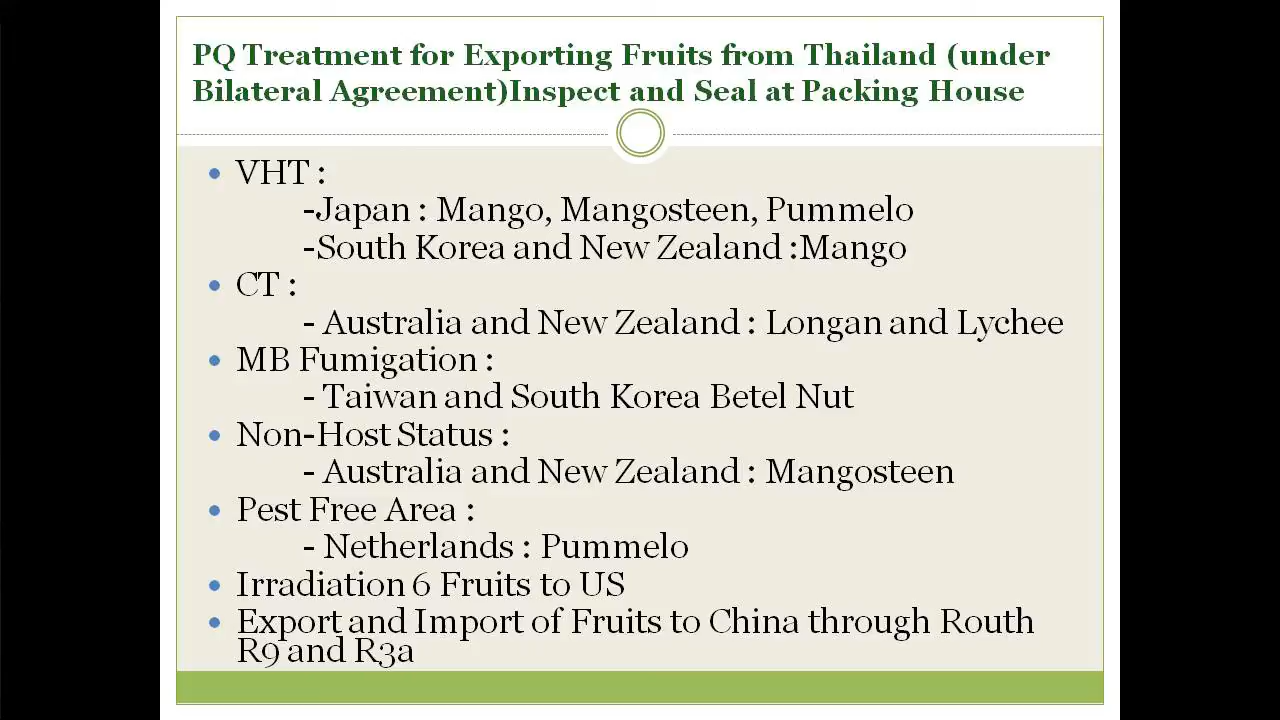 PQ Treatment for Exporting Fruits from Thailand (under
Bilateral Agreement)Inspect and Seal at Packing House
• VHT :
-Japan : Mango, Mangosteen, Pummelo
-South Korea and New Zealand :Mango
• CT :
- Australia and New Zealand : Longan and Lychee
• MB Fumigation :
- Taiwan and South Korea Betel Nut
• Non-Host Status :
- Australia and New Zealand : Mangosteen
• Pest Free Area :
- Netherlands : Pummelo
• Irradiation 6 Fruits to US
• Export and Import of Fruits to China through Routh
R9 and R3a